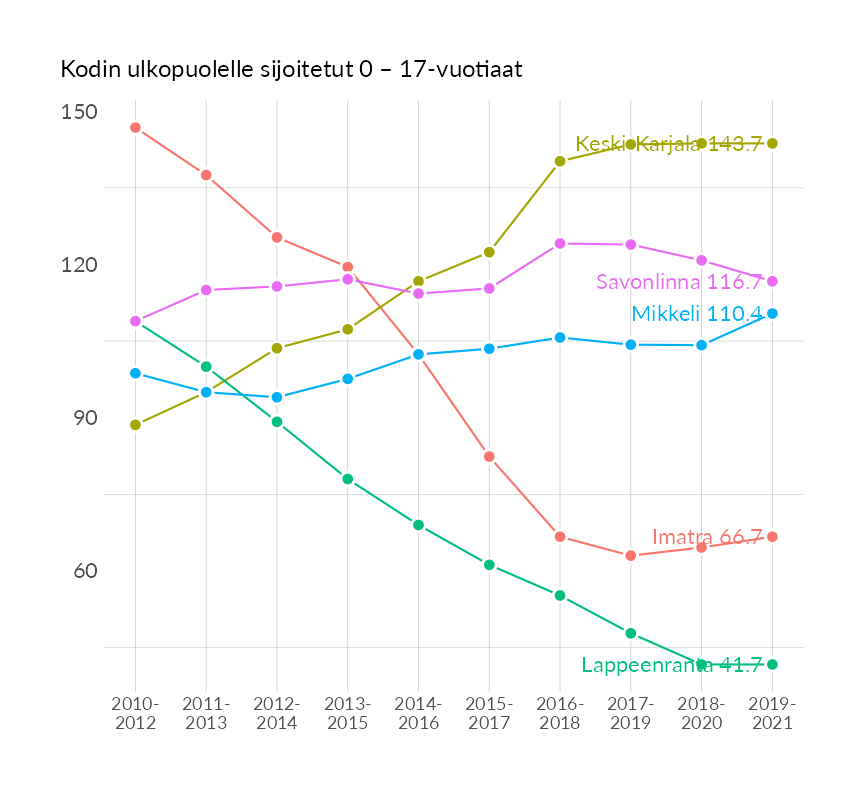 Kodin ulkopuolelle sijoitetut 0 – 17-vuotiaat
150
Keski-Karjala 143.7
120
Savonlinna 116.7
Mikkeli 110.4
90
Imatra 66.7
60
Lappeenranta 41.7
2010- 2011- 2012- 2013- 2014- 2015- 2016- 2017- 2018- 2019-
2012 2013 2014 2015 2016 2017 2018 2019 2020 2021